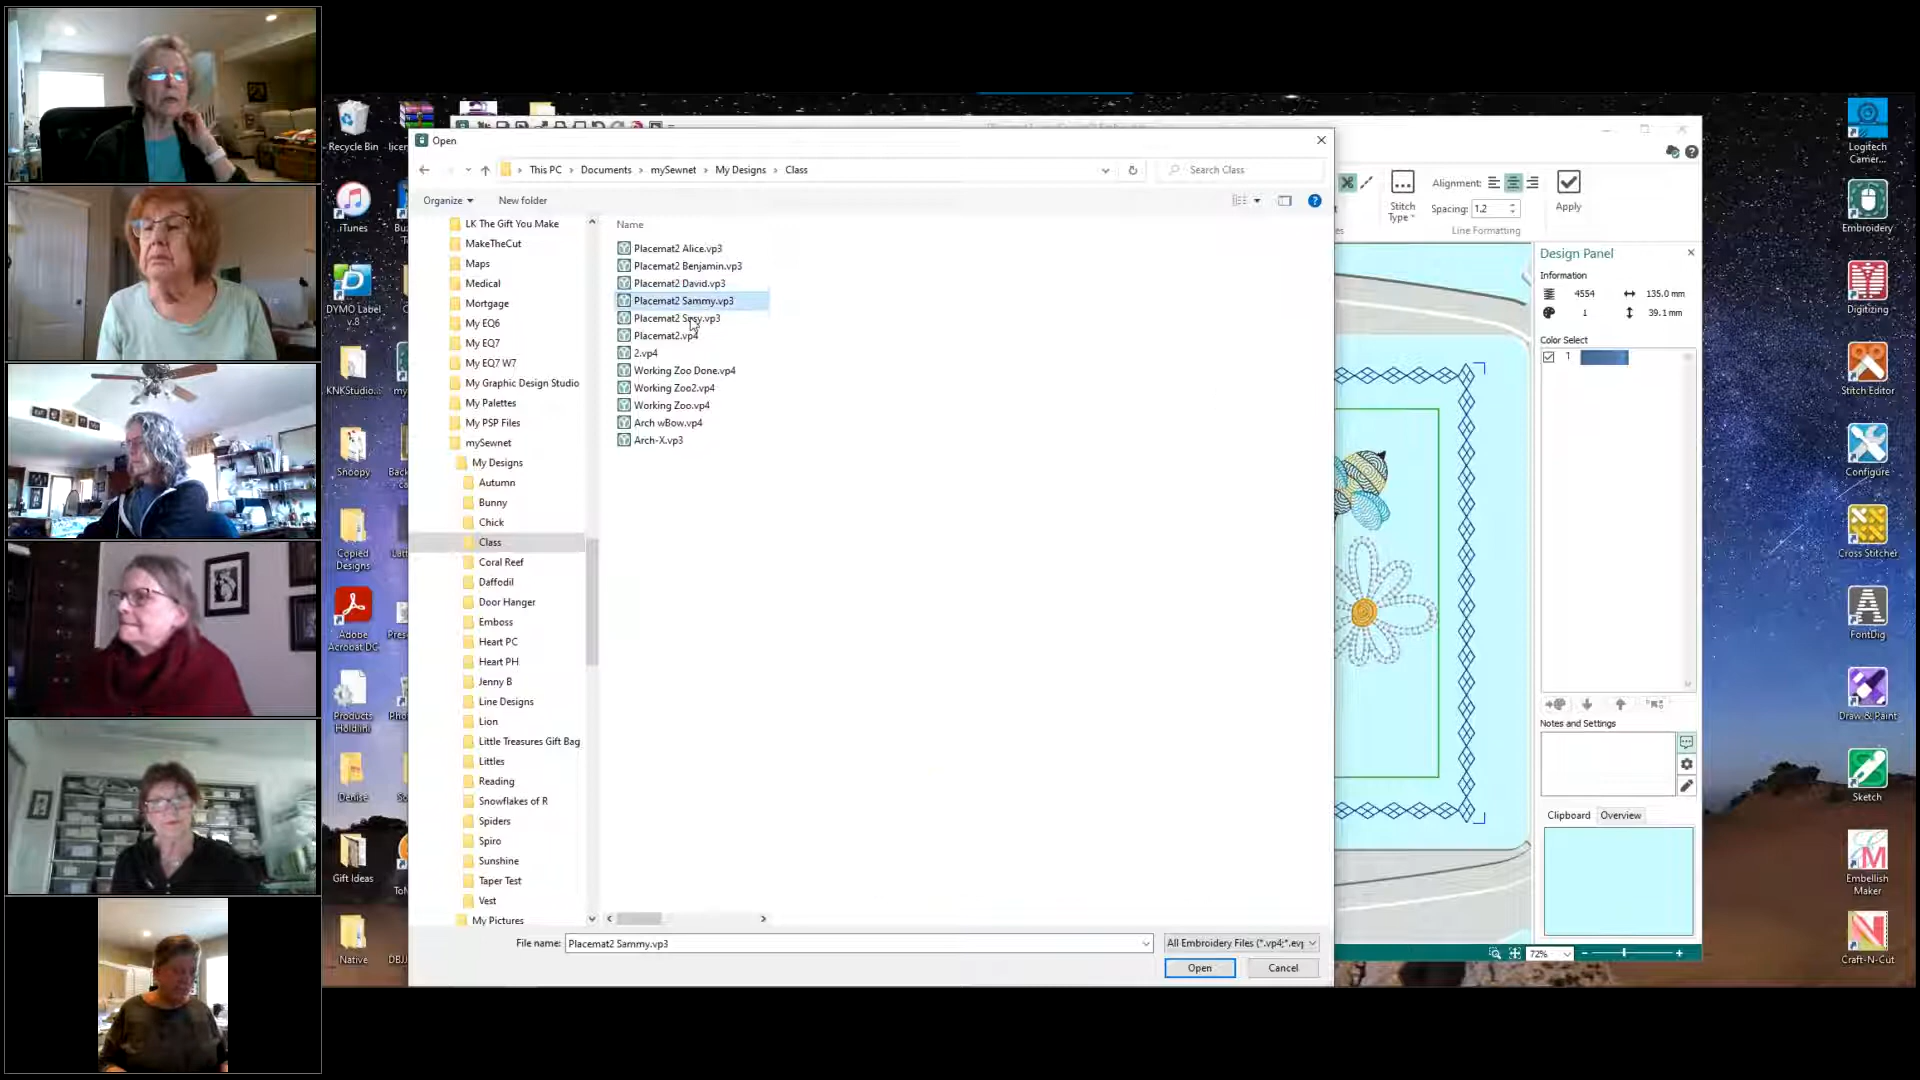 Recycle Bin
iTunes
DYMO Label
v.8
KNKStudio...
Snoopy
Copied
Designs
Adobe
Acrobat DC
Products
Holdiini
Denise
Gift Ideas
Native
Open
This PC > Documents > mySewnet > My Designs > Class
Search Class
Organize
New folder
LK The Gift You Make
MakeTheCut
Maps
Medical
Mortgage
My EQ6
My EQ7
My EQ7 W7
My Graphic Design Studio
My Palettes
My PSP Files
mySewnet
My Designs
Autumn
Bunny
Chick
Class
Coral Reef
Daffodil
Door Hanger
Emboss
Heart PC
Heart PH
Jenny B
Line Designs
Lion
Little Treasures Gift Bag
Littles
Reading
Snowflakes of R
Spiders
Spiro
Sunshine
Taper Test
Vest
My Pictures
Name
Placemat2 Alice.vp3
Placemat2 Benjamin.vp3
Placemat2 David.vp3
Placemat2 Sammy.vp3
Placemat2.vp4
2.vp4
Working Zoo Done.vp4
Working Zoo2.vp4
Working Zoo.vp4
Arch wBow.vp4
Arch-X.vp3
File name: Placemat2 Sammy.vp3
All Embroidery Files (*.vp4;*.evp
Open
Cancel
Stitch
Type
Alignment:
Spacing: 1.2
Line Formatting
Apply
Design Panel
Information
4554 135.0 mm
1 39.1 mm
Color Select
1
Notes and Settings
Clipboard Overview
72%
Logitech
Camer...
Embroidery
Digitizing
Stitch Editor
Configure
Cross Stitcher
FontDig
Draw & Paint
Sketch
Embellish
Maker
Craft-N-Cut